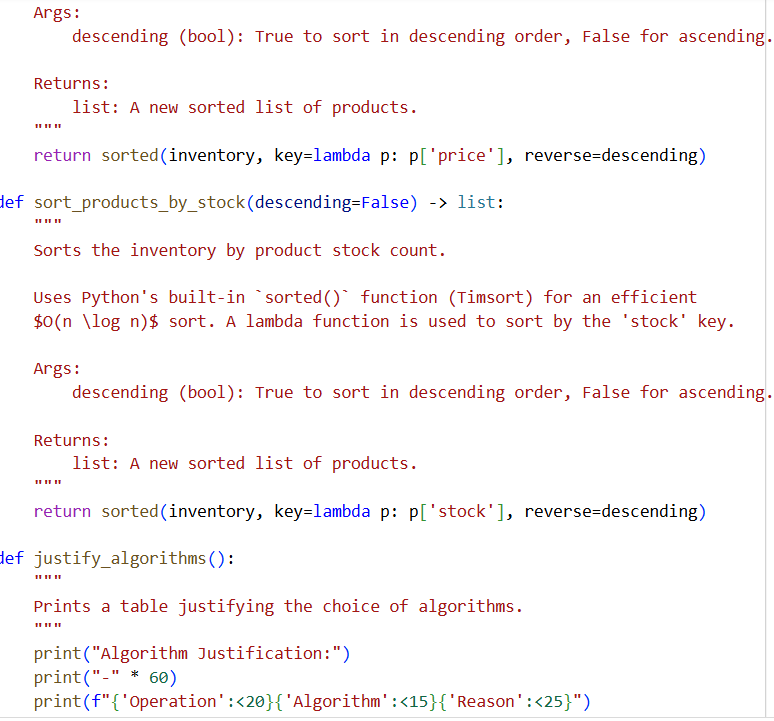 Args:
descending (bool): True to sort in descending order, False for ascending.
Returns:
list: A new sorted list of products.
"""
return sorted(inventory, key=lambda p: p['price'], reverse=descending)
def sort_products_by_stock(descending=False) -> list:
"""
Sorts the inventory by product stock count.
Uses Python's built-in `sorted()` function (Timsort) for an efficient
$O(n \log n)$ sort. A lambda function is used to sort by the 'stock' key.
Args:
descending (bool): True to sort in descending order, False for ascending.
Returns:
list: A new sorted list of products.
"""
return sorted(inventory, key=lambda p: p['stock'], reverse=descending)
def justify_algorithms():
"""
Prints a table justifying the choice of algorithms.
"""
print("Algorithm Justification:")
print("-" * 60)
print(f"{'Operation':<20}{'Algorithm':<15}{'Reason':<25}")